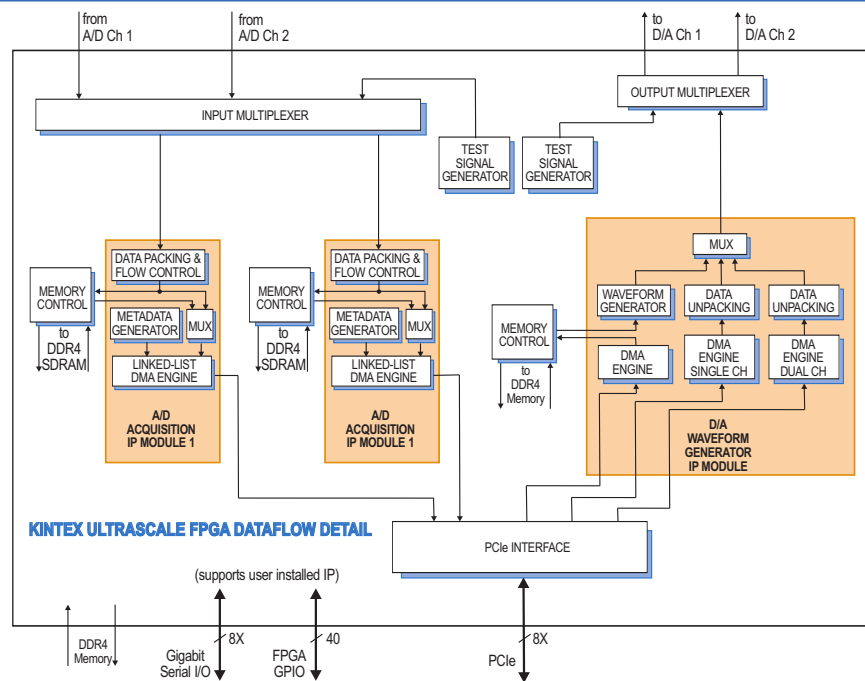 from
A/D Ch 1
from
A/D Ch 2
to
D/A Ch 1
to
D/A Ch 2
INPUT MULTIPLEXER
OUTPUT MULTIPLEXER
TEST
SIGNAL
GENERATOR
TEST
SIGNAL
GENERATOR
DATA PACKING &
FLOW CONTROL
MEMORY
CONTROL
METADATA
GENERATOR
MUX
to
DDR4
SDRAM
LINKED-LIST
DMA ENGINE
A/D
ACQUISITION
IP MODULE 1
DATA PACKING &
FLOW CONTROL
MEMORY
CONTROL
METADATA
GENERATOR
MUX
to
DDR4
SDRAM
LINKED-LIST
DMA ENGINE
A/D
ACQUISITION
IP MODULE 1
MUX
WAVEFORM
GENERATOR
DATA
UNPACKING
DATA
UNPACKING
MEMORY
CONTROL
to
DDR4
Memory
DMA
ENGINE
DMA
ENGINE
SINGLE CH
DMA
ENGINE
DUAL CH
D/A
WAVEFORM
GENERATOR
IP MODULE
KINTEX ULTRASCALE FPGA DATAFLOW DETAIL
PCIe INTERFACE
(supports user installed IP)
DDR4
Memory
8X
Gigabit
Serial I/O
40
FPGA
GPIO
8X
PCIe